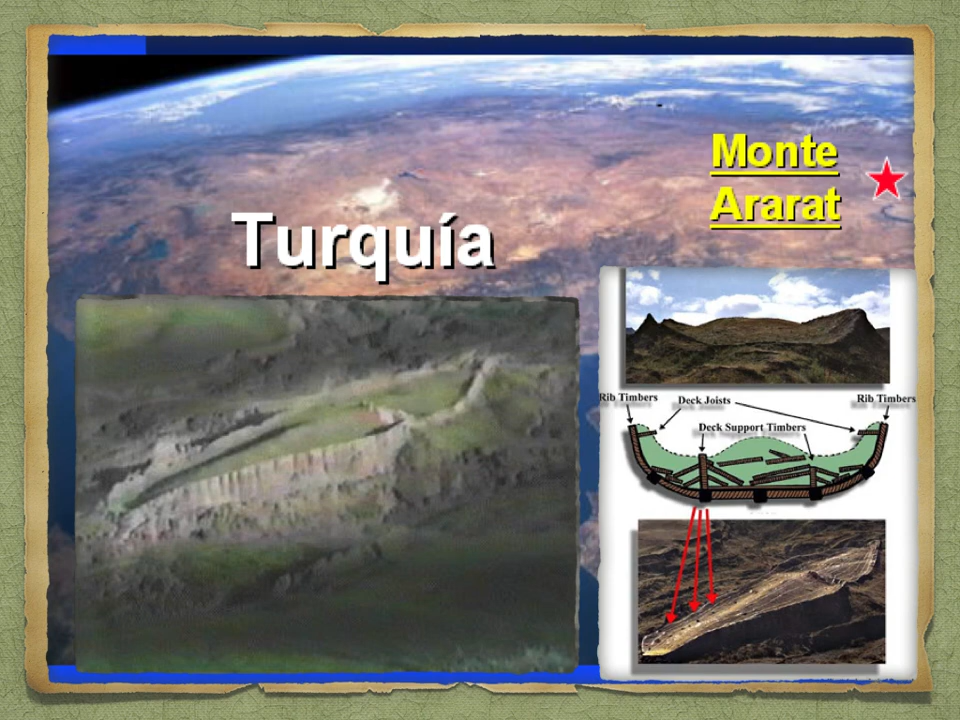 Monte
Ararat
Turquía
Rib Timbers
Deck Joists
Rib Timbers
Deck Support Timbers